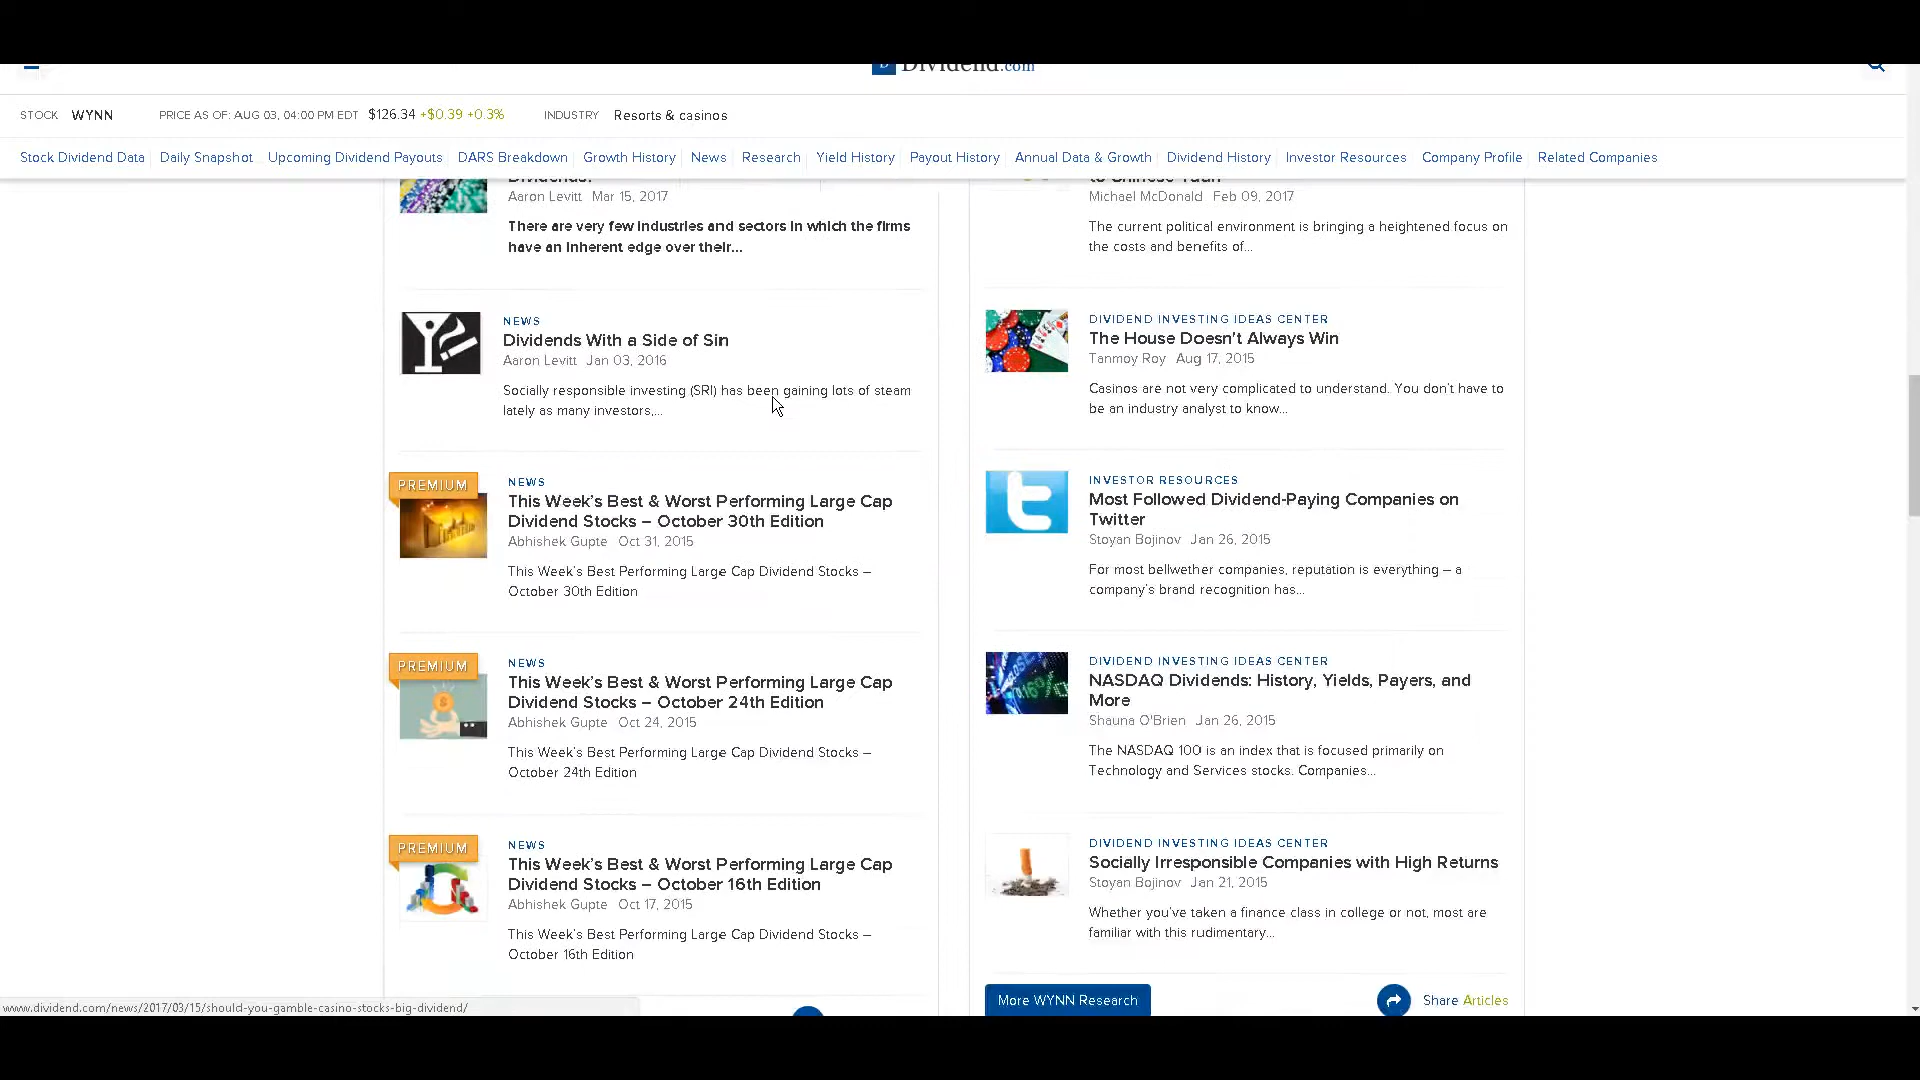 Dividend.com
STOCK WYNN PRICE AS OF: AUG 03, 04:00 PM EDT $126.34 +$0.39 +0.3% INDUSTRY Resorts & casinos
Stock Dividend Data Daily Snapshot Upcoming Dividend Payouts DARS Breakdown Growth History News Research Yield History Payout History Annual Data & Growth Dividend History Investor Resources Company Profile Related Companies
Dividends?
Aaron Levitt Mar 15, 2017
There are very few industries and sectors in which the firms
have an inherent edge over their...
NEWS
Dividends With a Side of Sin
Aaron Levitt Jan 03, 2016
Socially responsible investing (SRI) has been gaining lots of steam
lately as many investors,...
PREMIUM
NEWS
This Week's Best & Worst Performing Large Cap
Dividend Stocks – October 30th Edition
Abhishek Gupte Oct 31, 2015
This Week's Best Performing Large Cap Dividend Stocks –
October 30th Edition
PREMIUM
NEWS
This Week's Best & Worst Performing Large Cap
Dividend Stocks – October 24th Edition
Abhishek Gupte Oct 24, 2015
This Week's Best Performing Large Cap Dividend Stocks –
October 24th Edition
PREMIUM
NEWS
This Week's Best & Worst Performing Large Cap
Dividend Stocks – October 16th Edition
Abhishek Gupte Oct 17, 2015
This Week's Best Performing Large Cap Dividend Stocks –
October 16th Edition
to Chinese Yuan
Michael McDonald Feb 09, 2017
The current political environment is bringing a heightened focus on
the costs and benefits of...
DIVIDEND INVESTING IDEAS CENTER
The House Doesn't Always Win
Tanmoy Roy Aug 17, 2015
Casinos are not very complicated to understand. You don't have to
be an industry analyst to know...
INVESTOR RESOURCES
Most Followed Dividend-Paying Companies on
Twitter
Stoyan Bojinov Jan 26, 2015
For most bellwether companies, reputation is everything – a
company's brand recognition has...
DIVIDEND INVESTING IDEAS CENTER
NASDAQ Dividends: History, Yields, Payers, and
More
Shauna O'Brien Jan 26, 2015
The NASDAQ 100 is an index that is focused primarily on
Technology and Services stocks. Companies...
DIVIDEND INVESTING IDEAS CENTER
Socially Irresponsible Companies with High Returns
Stoyan Bojinov Jan 21, 2015
Whether you've taken a finance class in college or not, most are
familiar with this rudimentary...
More WYNN Research
Share Articles
www.dividend.com/news/2017/03/15/should-you-gamble-casino-stocks-big-dividend/